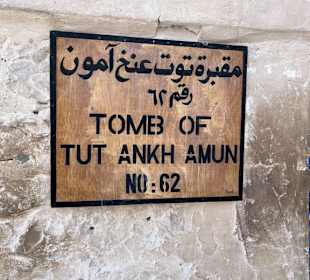 مقبرة توت عنخ آمون
رقم ٦٢
TOMB OF
TUT ANKH AMUN
NO: 62